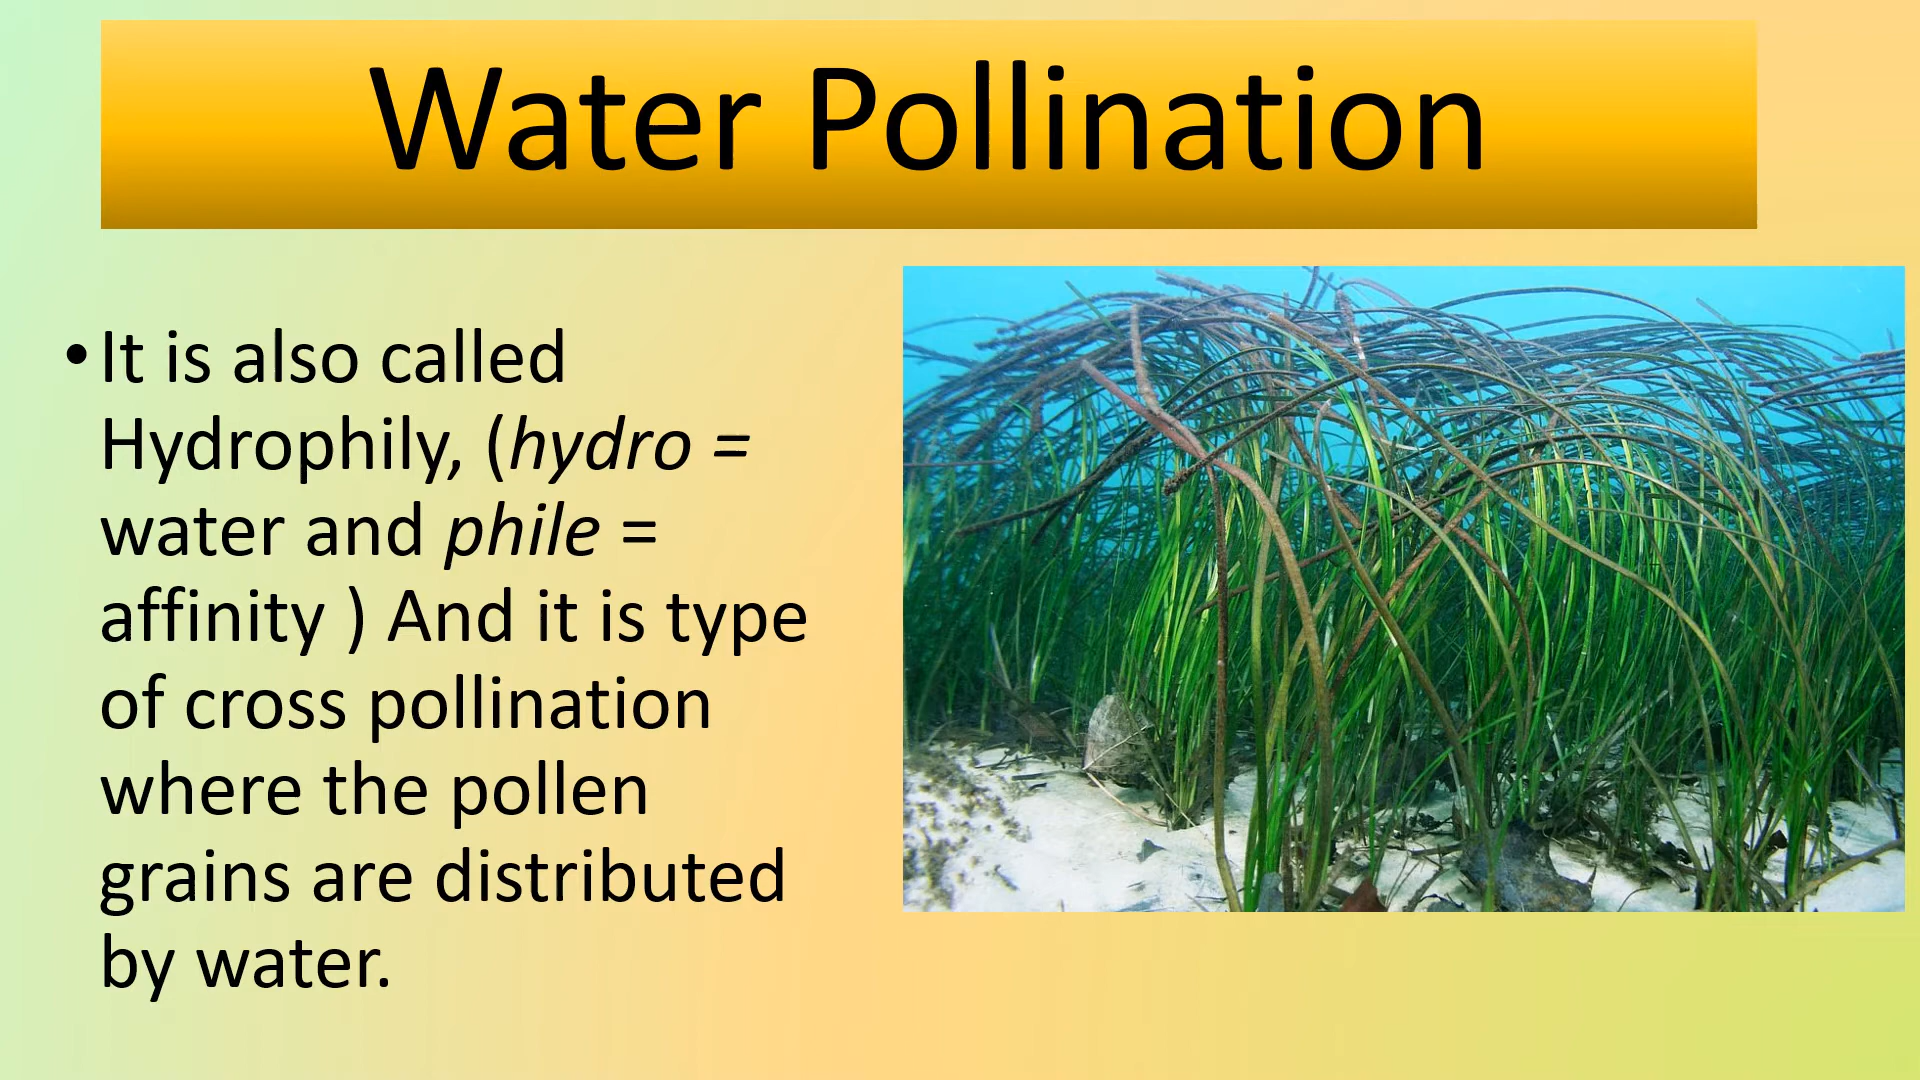 Water Pollination
• It is also called
Hydrophily, (hydro =
water and phile =
affinity ) And it is type
of cross pollination
where the pollen
grains are distributed
by water.